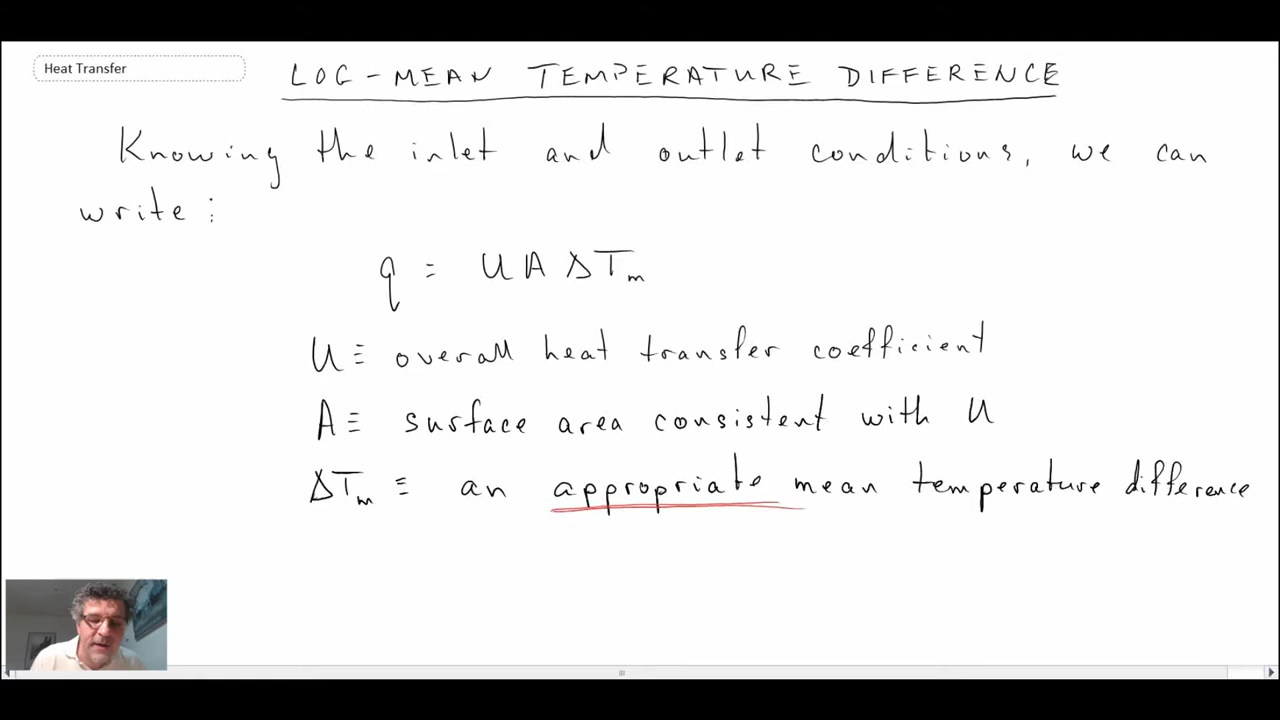 Heat Transfer
LOG-MEAN TEMPERATURE DIFFERENCE
Knowing the inlet and outlet conditions, we can
write:
q = UAΔTm
U ≡ overall heat transfer coefficient
A ≡ surface area consistent with U
ΔTm ≡ an appropriate mean temperature difference